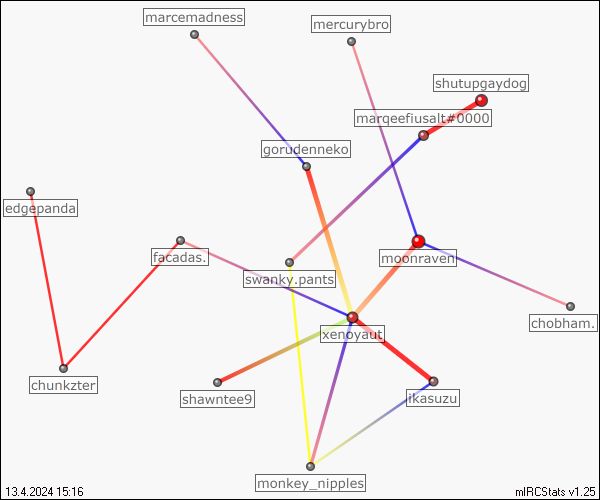 marcemadness
mercurybro
shutupgaydog
marqeefiusalt#0000
gorudenneko
edgepanda
facadas.
moonraven
swanky.pants
chobham.
xenoyaut
chunkzter
shawntee9
ikasuzu
monkey_nipples
13.4.2024 15:16
mIRCStats v1.25